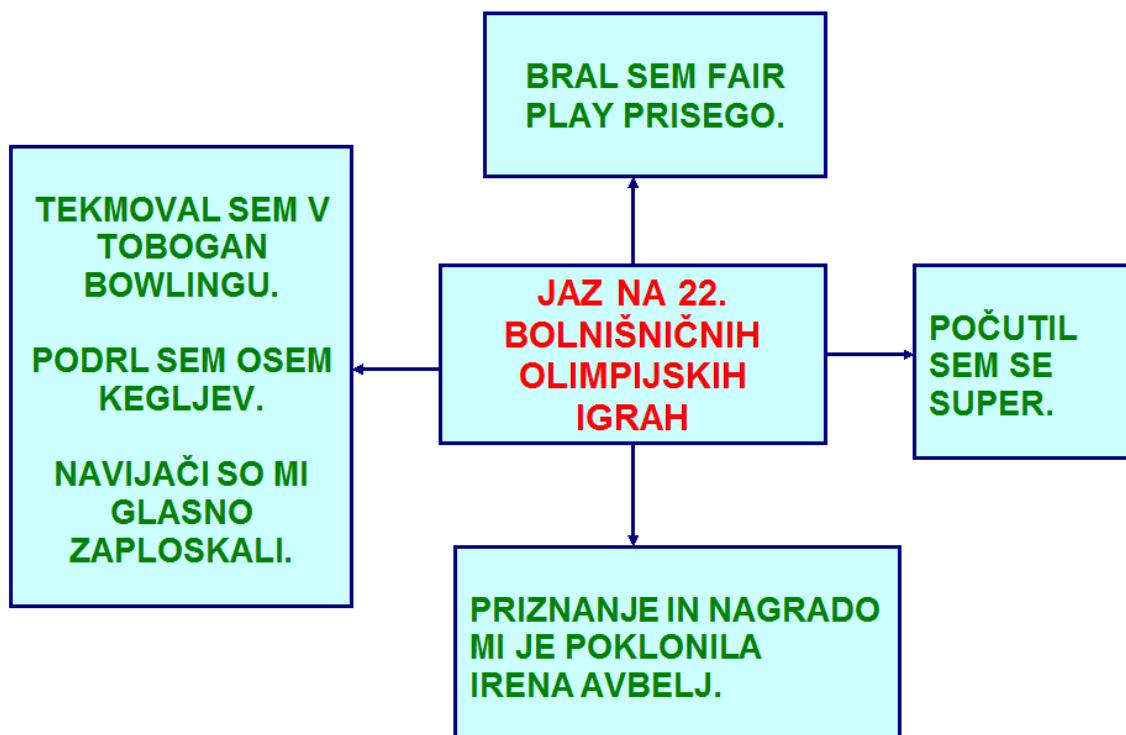 BRAL SEM FAIR
PLAY PRISEGO.
TEKMOVAL SEM V
TOBOGAN
BOWLINGU.
PODRL SEM OSEM
KEGLJEV.
NAVIJAČI SO MI
GLASNO
ZAPLOSKALI.
JAZ NA 22.
BOLNIŠNIČNIH
OLIMPIJSKIH
IGRAH
POČUTIL
SEM SE
SUPER.
PRIZNANJE IN NAGRADO
MI JE POKLONILA
IRENA AVBELJ.